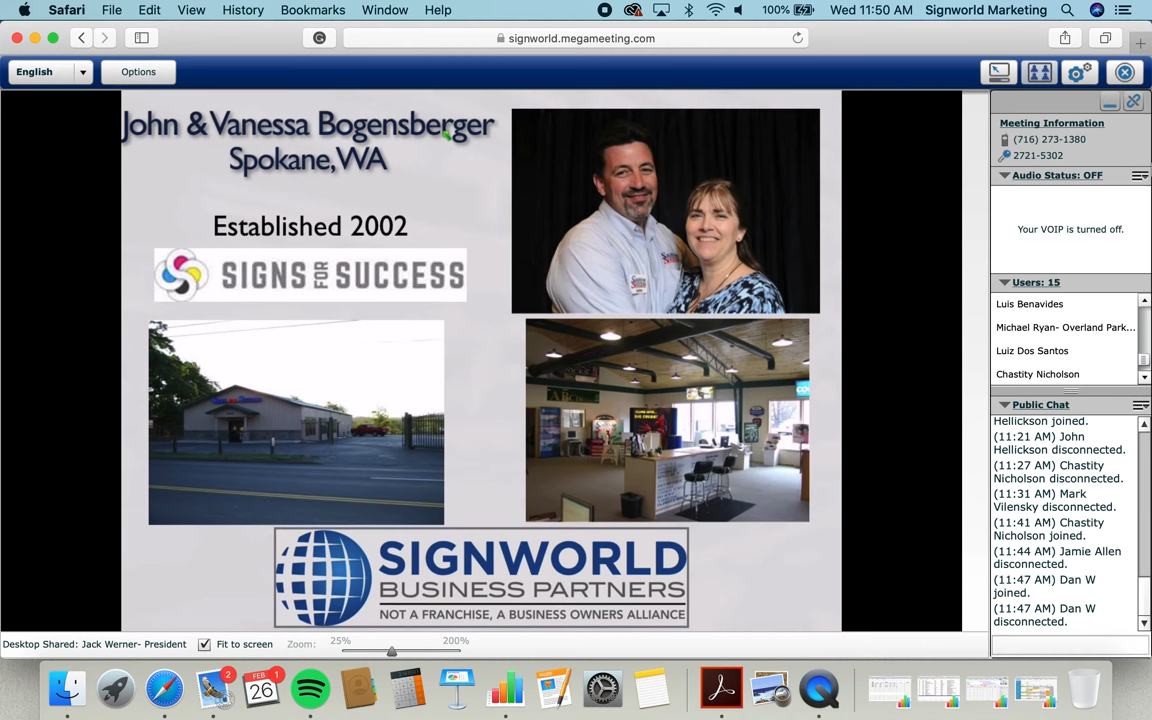 Safari File Edit View History Bookmarks Window Help 100% Wed 11:50 AM Signworld Marketing
signworld.megameeting.com
English Options
John & Vanessa Bogensberger
Spokane, WA
Established 2002
SIGNS FOR SUCCESS
SIGNWORLD
BUSINESS PARTNERS
NOT A FRANCHISE, A BUSINESS OWNERS ALLIANCE
Meeting Information
(716) 273-1380
2721-5302
Audio Status: OFF
Your VOIP is turned off.
Users: 15
Luis Benavides
Michael Ryan- Overland Park...
Luiz Dos Santos
Chastity Nicholson
Public Chat
Hellickson joined.
(11:21 AM) John
Hellickson disconnected.
(11:27 AM) Chastity
Nicholson disconnected.
(11:31 AM) Mark
Vilensky disconnected.
(11:41 AM) Chastity
Nicholson joined.
(11:44 AM) Jamie Allen
disconnected.
(11:47 AM) Dan W
joined.
(11:47 AM) Dan W
disconnected.
Desktop Shared: Jack Werner- President Fit to screen Zoom: 25% 200%
2
FEB 1
26